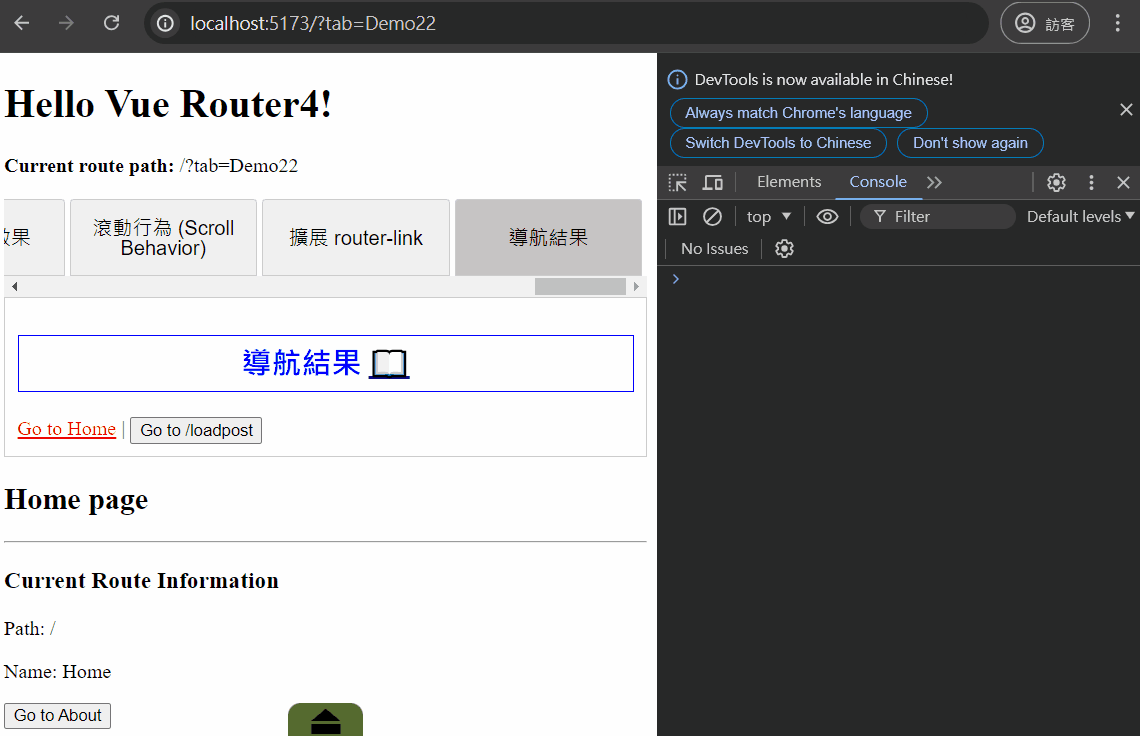 localhost:5173/?tab=Demo22
訪客
Hello Vue Router4!
Current route path: /?tab=Demo22
果
滾動行為 (Scroll
Behavior)
擴展 router-link
導航結果
導航結果
Go to Home | Go to /loadpost
Home page
Current Route Information
Path: /
Name: Home
Go to About
DevTools is now available in Chinese!
Always match Chrome's language
Switch DevTools to Chinese
Don't show again
Elements
Console
top
Filter
Default levels
No Issues